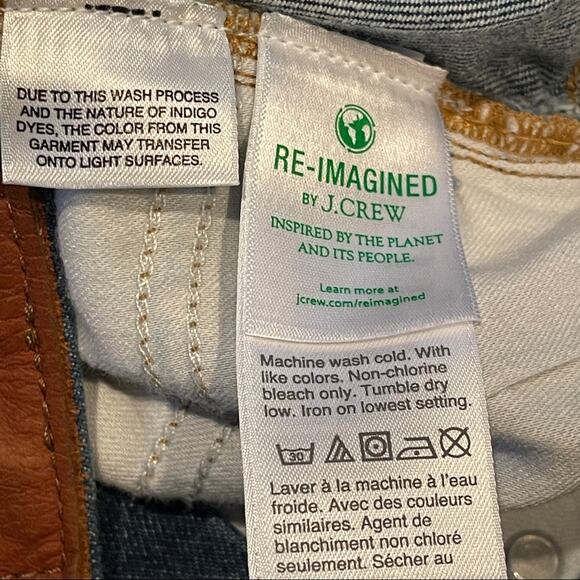 DUE TO THIS WASH PROCESS
AND THE NATURE OF INDIGO
DYES, THE COLOR FROM THIS
GARMENT MAY TRANSFER
ONTO LIGHT SURFACES.
RE-IMAGINED
BY J.CREW
INSPIRED BY THE PLANET
AND ITS PEOPLE.
Learn more at
jcrew.com/reimagined
Machine wash cold. With
like colors. Non-chlorine
bleach only. Tumble dry
low. Iron on lowest setting.
30
Laver à la machine à l'eau
froide. Avec des couleurs
similaires. Agent de
blanchiment non chloré
seulement. Sécher au